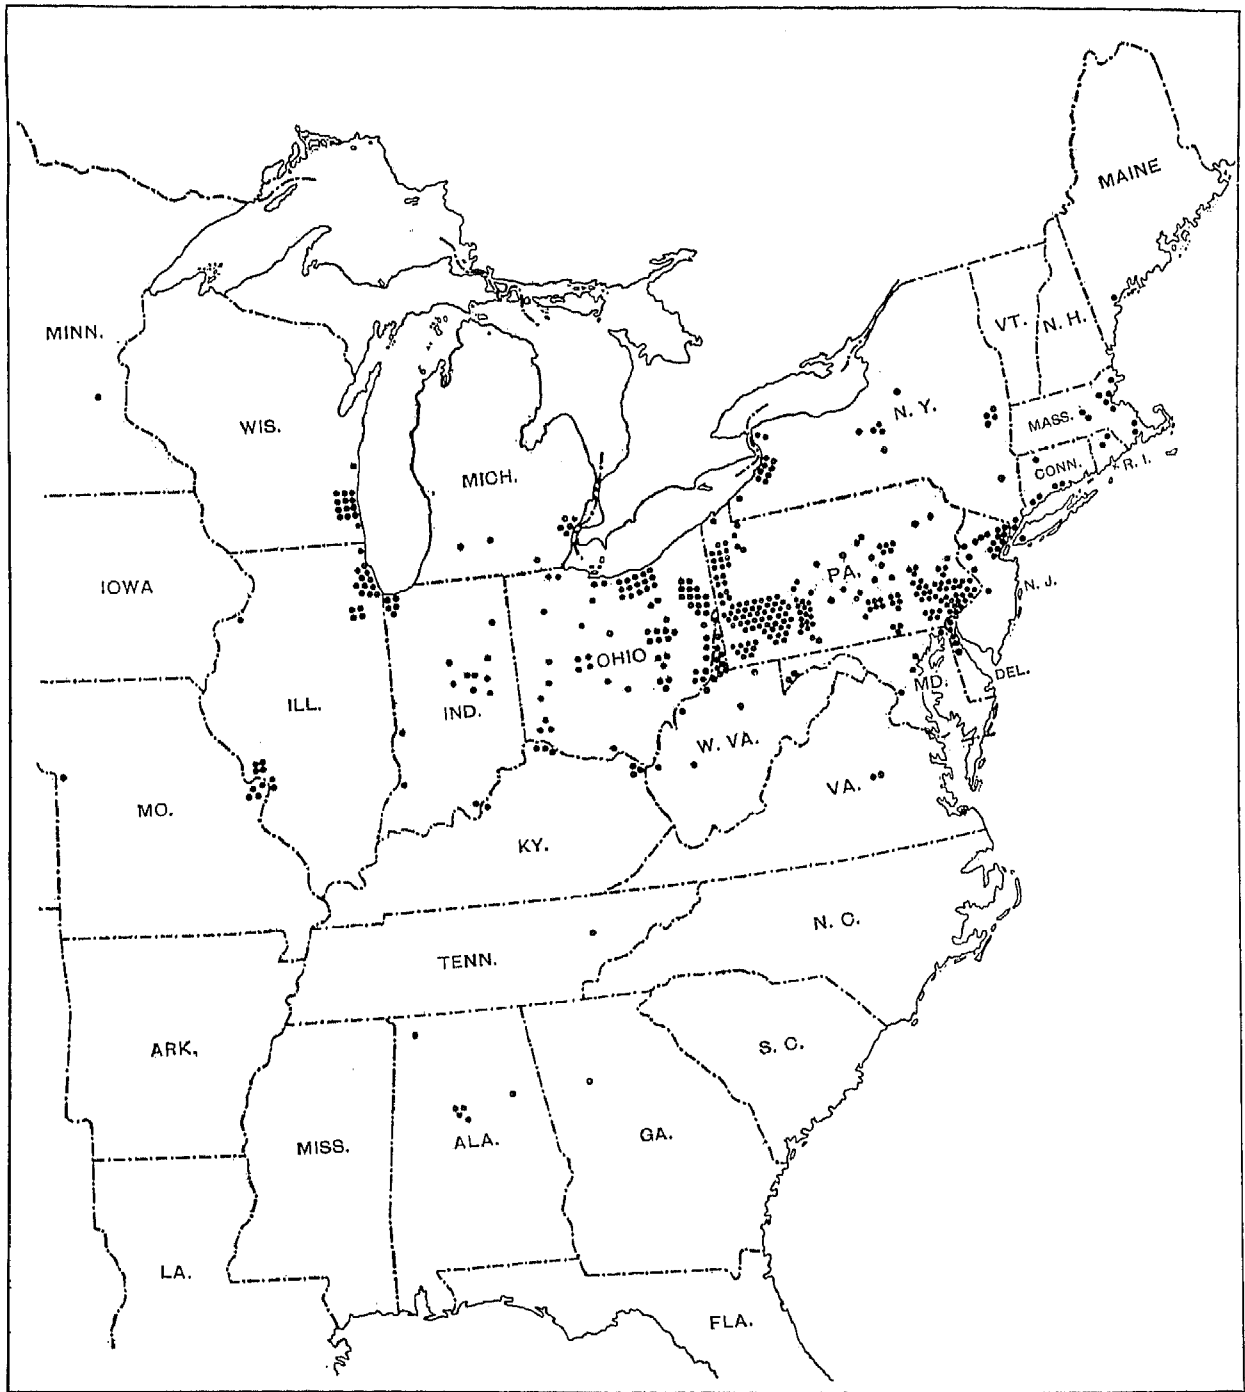 MAINE
VT.
N. H.
MINN.
N. Y.
MASS.
WIS.
CONN.
R. I.
MICH.
PA.
N. J.
IOWA
OHIO
DEL.
MD.
ILL.
IND.
W. VA.
VA.
MO.
KY.
N. C.
TENN.
ARK.
S. C.
GA.
ALA.
MISS.
LA.
FLA.